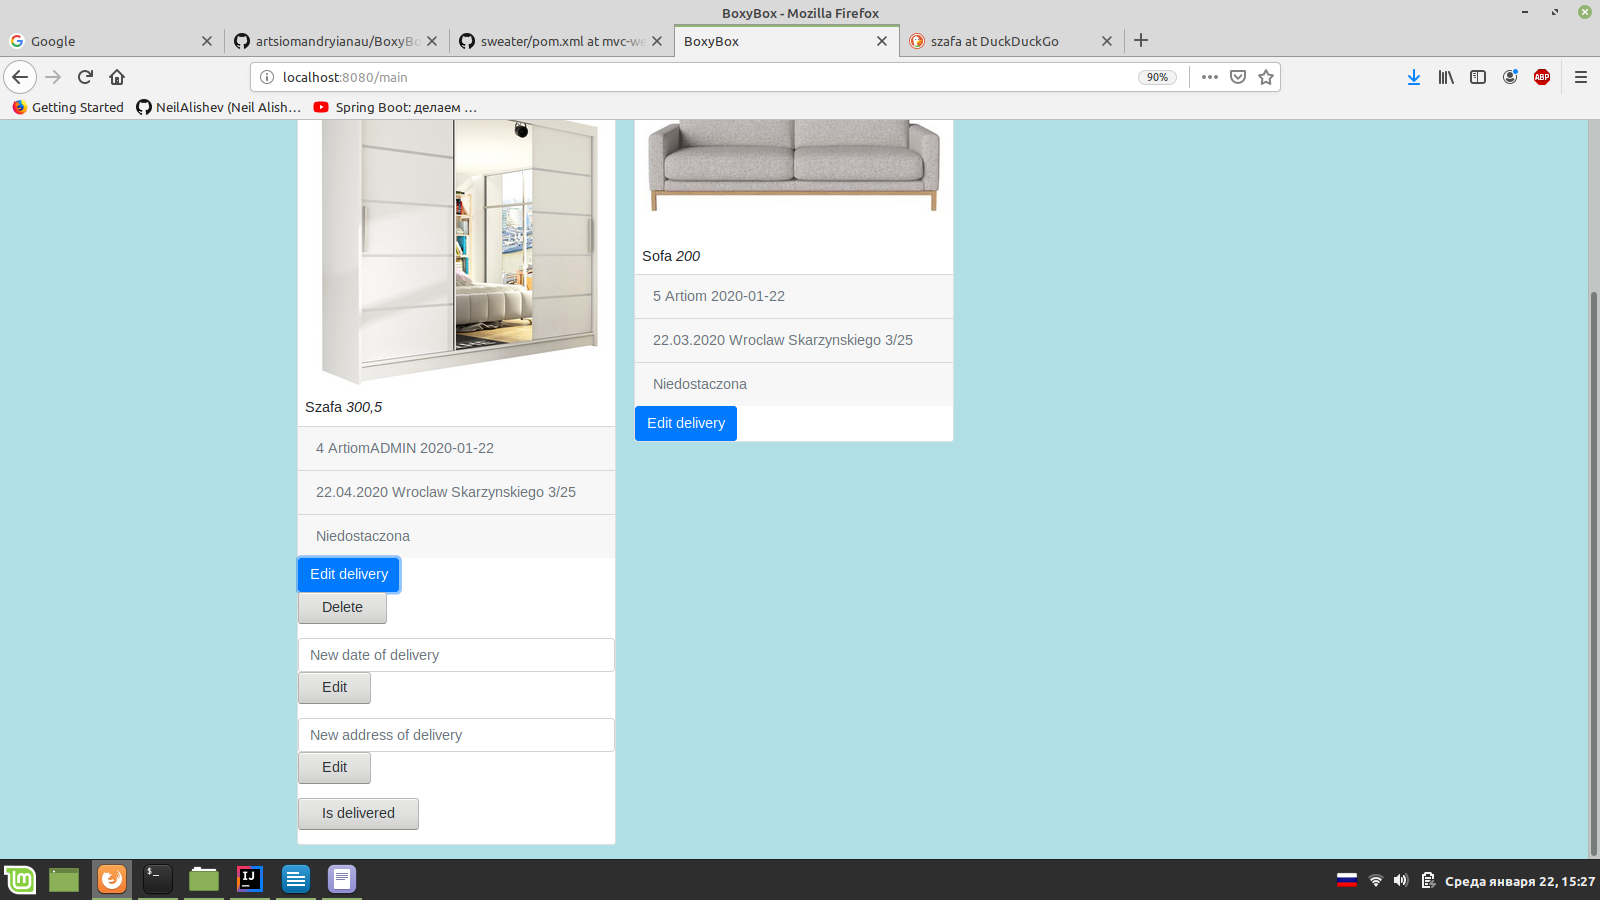 BoxyBox - Mozilla Firefox
Google
artsiomandryianau/BoxyBo
sweater/pom.xml at mvc-we
BoxyBox
szafa at DuckDuckGo
localhost:8080/main
90%
ABP
Getting Started
NeilAlishev (Neil Alish…
Spring Boot: делаем …
Szafa 300,5
4 ArtiomADMIN 2020-01-22
22.04.2020 Wroclaw Skarzynskiego 3/25
Niedostaczona
Edit delivery
Delete
New date of delivery
Edit
New address of delivery
Edit
Is delivered
Sofa 200
5 Artiom 2020-01-22
22.03.2020 Wroclaw Skarzynskiego 3/25
Niedostaczona
Edit delivery
$_
IJ
Среда января 22, 15:27